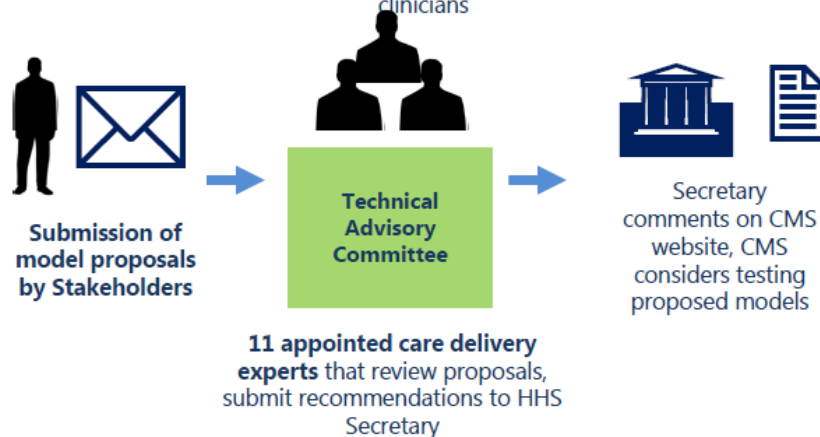 clinicians
Submission of
model proposals
by Stakeholders
Technical
Advisory
Committee
11 appointed care delivery
experts that review proposals,
submit recommendations to HHS
Secretary
Secretary
comments on CMS
website, CMS
considers testing
proposed models